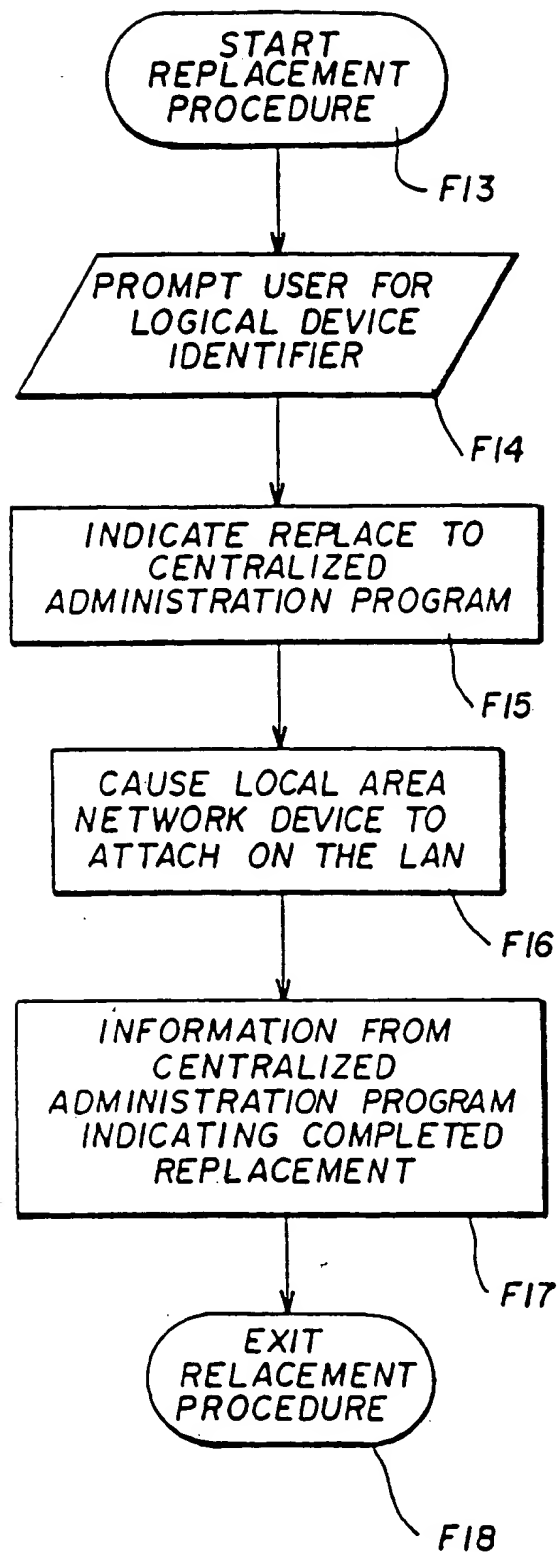 START
REPLACEMENT
PROCEDURE
F13
PROMPT USER FOR
LOGICAL DEVICE
IDENTIFIER
F14
INDICATE REPLACE TO
CENTRALIZED
ADMINISTRATION PROGRAM
F15
CAUSE LOCAL AREA
NETWORK DEVICE TO
ATTACH ON THE LAN
F16
INFORMATION FROM
CENTRALIZED
ADMINISTRATION PROGRAM
INDICATING COMPLETED
REPLACEMENT
F17
EXIT
RELACEMENT
PROCEDURE
F18